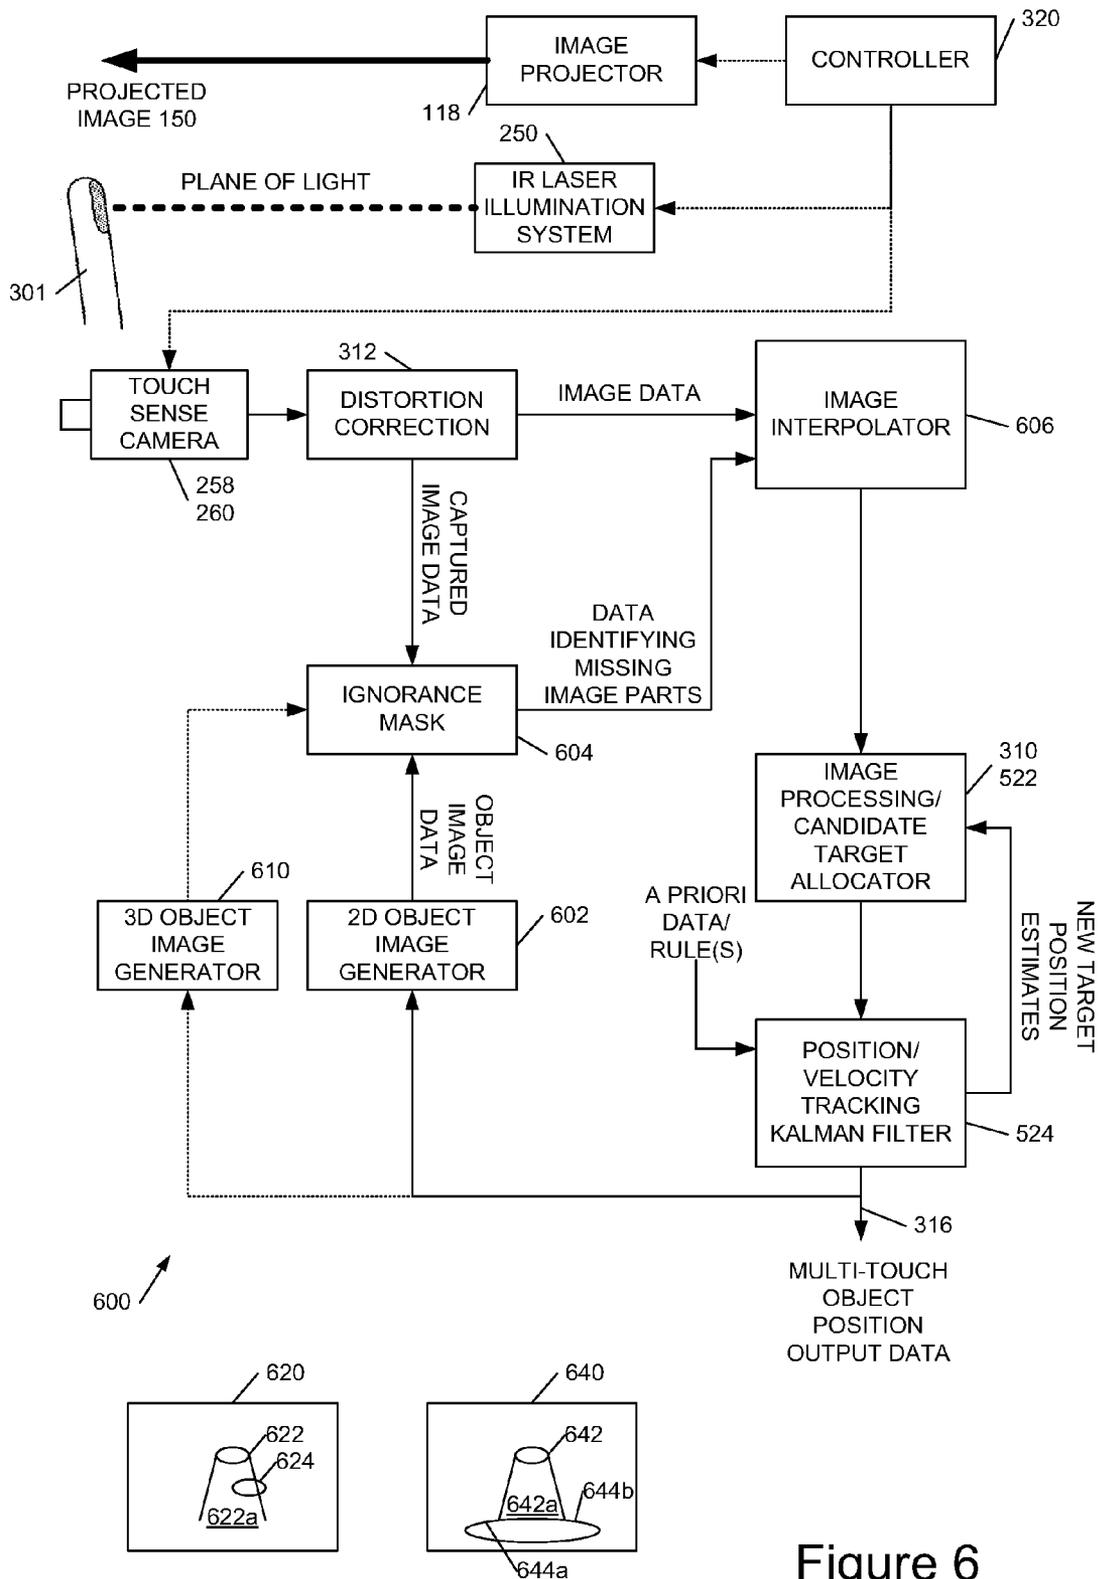 320
IMAGE
PROJECTOR
CONTROLLER
PROJECTED
IMAGE 150
118
250
PLANE OF LIGHT
IR LASER
ILLUMINATION
SYSTEM
301
312
TOUCH
SENSE
CAMERA
DISTORTION
CORRECTION
IMAGE DATA
IMAGE
INTERPOLATOR
606
258
260
CAPTURED
IMAGE DATA
DATA
IDENTIFYING
MISSING
IMAGE PARTS
IGNORANCE
MASK
604
310
522
IMAGE
PROCESSING/
CANDIDATE
TARGET
ALLOCATOR
OBJECT
IMAGE
DATA
610
602
3D OBJECT
IMAGE
GENERATOR
2D OBJECT
IMAGE
GENERATOR
A PRIORI
DATA/
RULE(S)
NEW TARGET
POSITION
ESTIMATES
POSITION/
VELOCITY
TRACKING
KALMAN FILTER
524
316
600
MULTI-TOUCH
OBJECT
POSITION
OUTPUT DATA
620
622
624
622a
640
642
644b
642a
644a
Figure 6